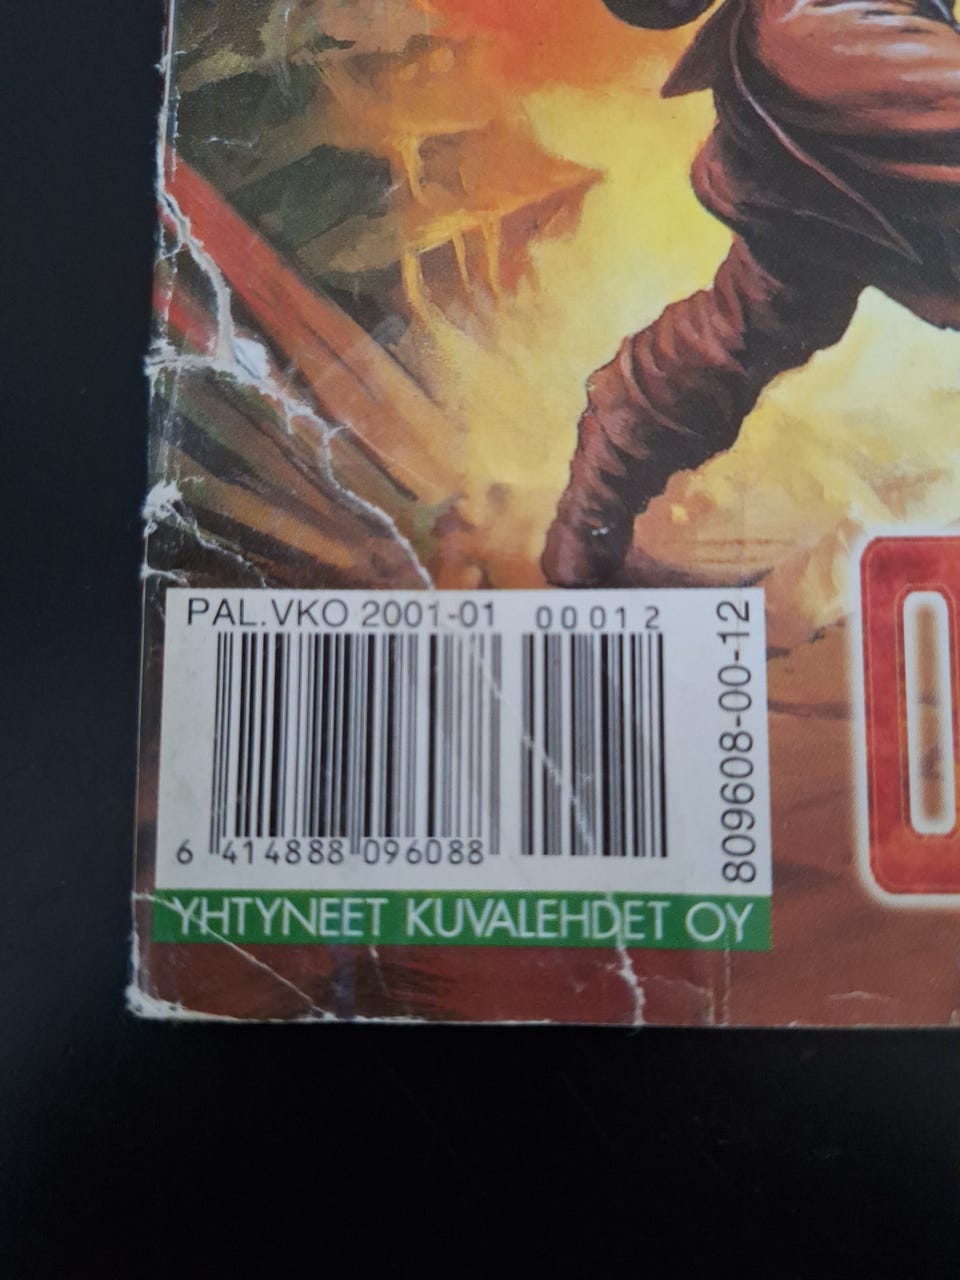 PAL.VKO 2001-01
00012
809608-00-12
6 414888 096088
YHTYNEET KUVALEHDET OY